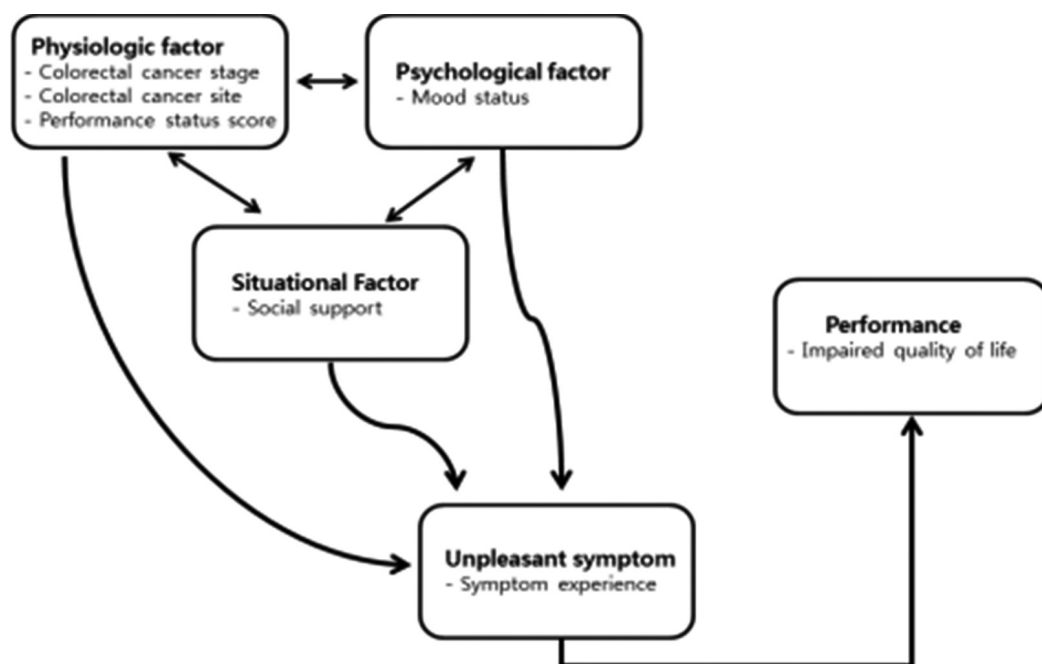 Physiologic factor
- Colorectal cancer stage
- Colorectal cancer site
- Performance status score
Psychological factor
- Mood status
Situational Factor
- Social support
Performance
- Impaired quality of life
Unpleasant symptom
- Symptom experience